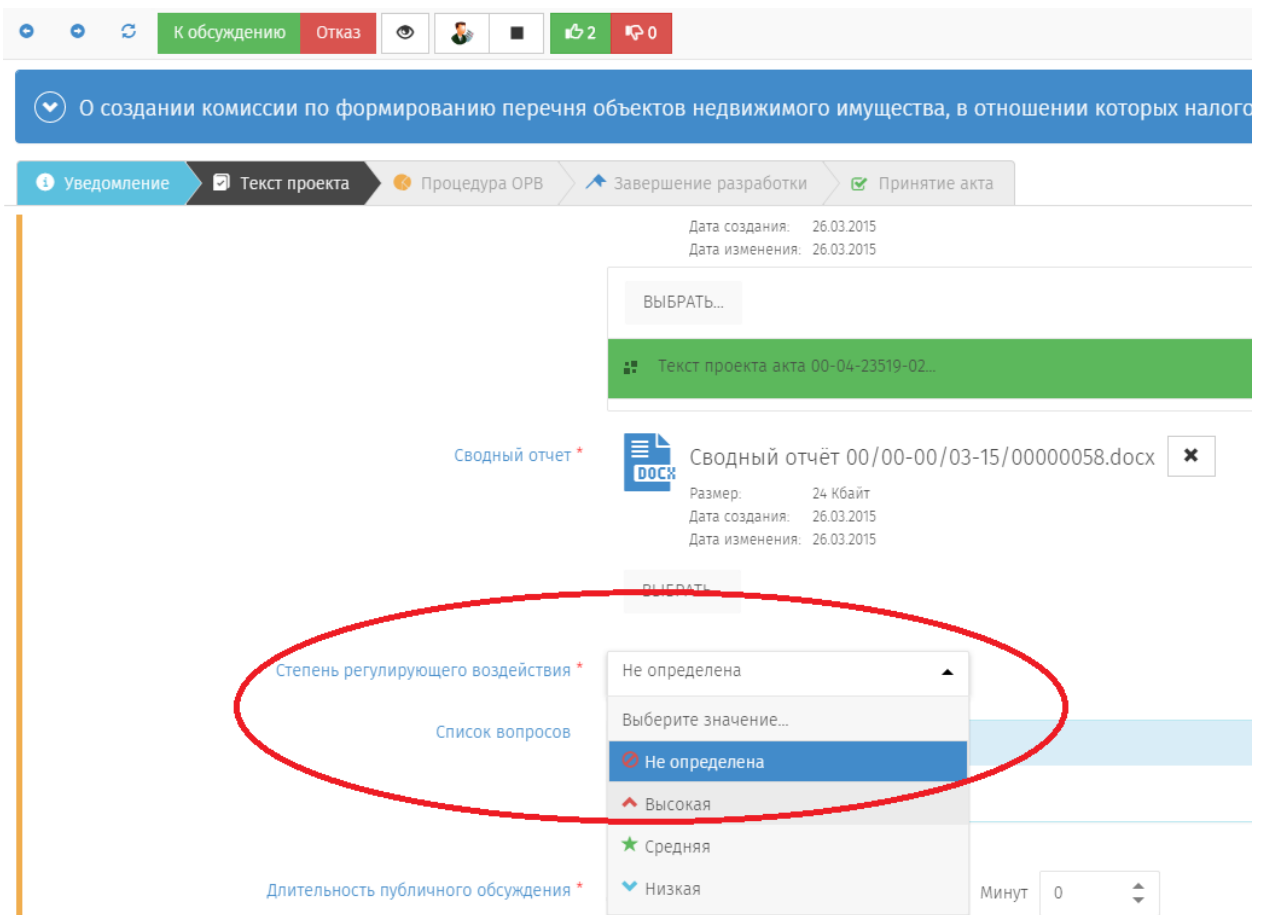 К обсуждению Отказ 2 0
О создании комиссии по формированию перечня объектов недвижимого имущества, в отношении которых налого
Уведомление Текст проекта Процедура ОРВ Завершение разработки Принятие акта
Дата создания: 26.03.2015
Дата изменения: 26.03.2015
ВЫБРАТЬ...
Текст проекта акта 00-04-23519-02...
Сводный отчет * Сводный отчёт 00/00-00/03-15/00000058.docx
DOCX
Размер: 24 Кбайт
Дата создания: 26.03.2015
Дата изменения: 26.03.2015
ВЫБРАТЬ...
Степень регулирующего воздействия * Не определена
Выберите значение...
Список вопросов
Не определена
Высокая
Средняя
Длительность публичного обсуждения * Низкая Минут 0